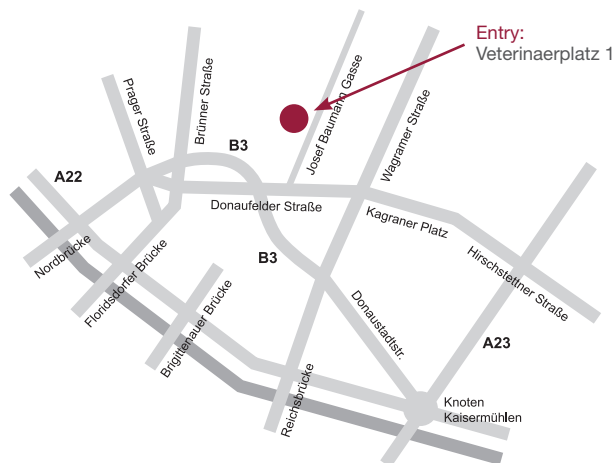 Entry:
Veterinaerplatz 1
Prager Straße
Brünner Straße
Josef Baumann Gasse
Wagramer Straße
B3
A22
Donaufelder Straße
Kagraner Platz
Nordbrücke
Floridsdorfer Brücke
B3
Hirschstettner Straße
Brigittenauer Brücke
Donaustadtstr.
A23
Reichsbrücke
Knoten
Kaisermühlen